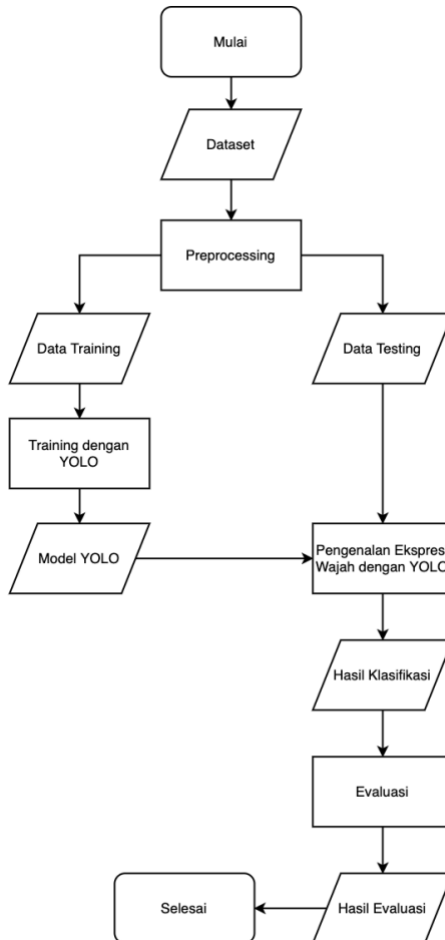 Mulai
Dataset
Preprocessing
Data Training
Data Testing
Training dengan
YOLO
Model YOLO
Pengenalan Ekspres
Wajah dengan YOLO
Hasil Klasifikasi
Evaluasi
Hasil Evaluasi
Selesai